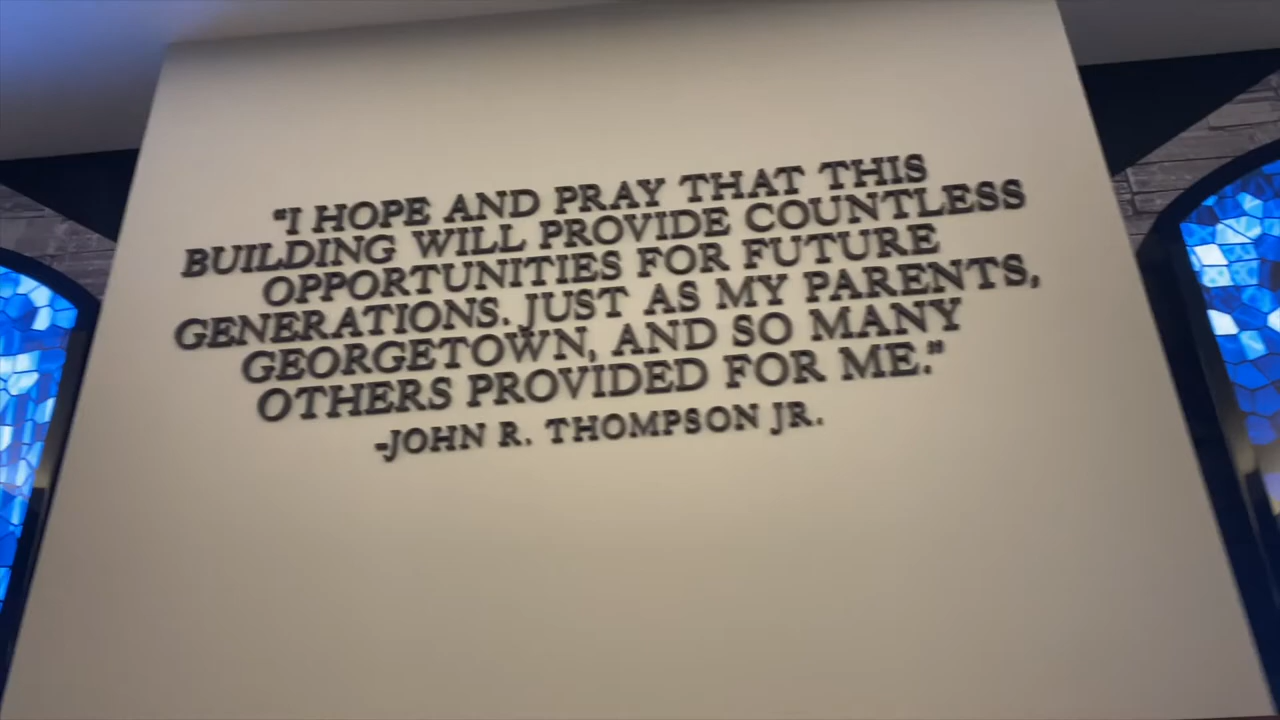 “I HOPE AND PRAY THAT THIS
BUILDING WILL PROVIDE COUNTLESS
OPPORTUNITIES FOR FUTURE
GENERATIONS. JUST AS MY PARENTS,
GEORGETOWN, AND SO MANY
OTHERS PROVIDED FOR ME.”
-JOHN R. THOMPSON JR.